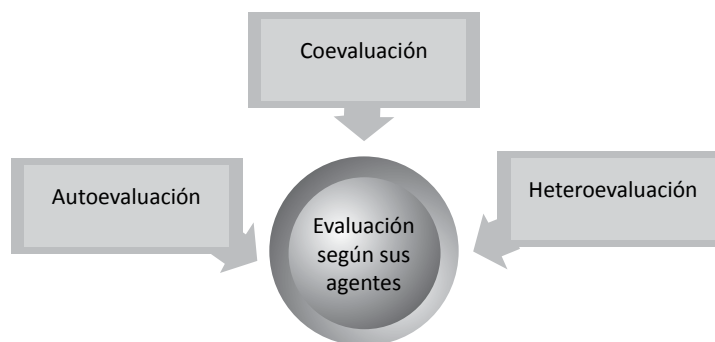 Coevaluación
Autoevaluación
Heteroevaluación
Evaluación
según sus
agentes